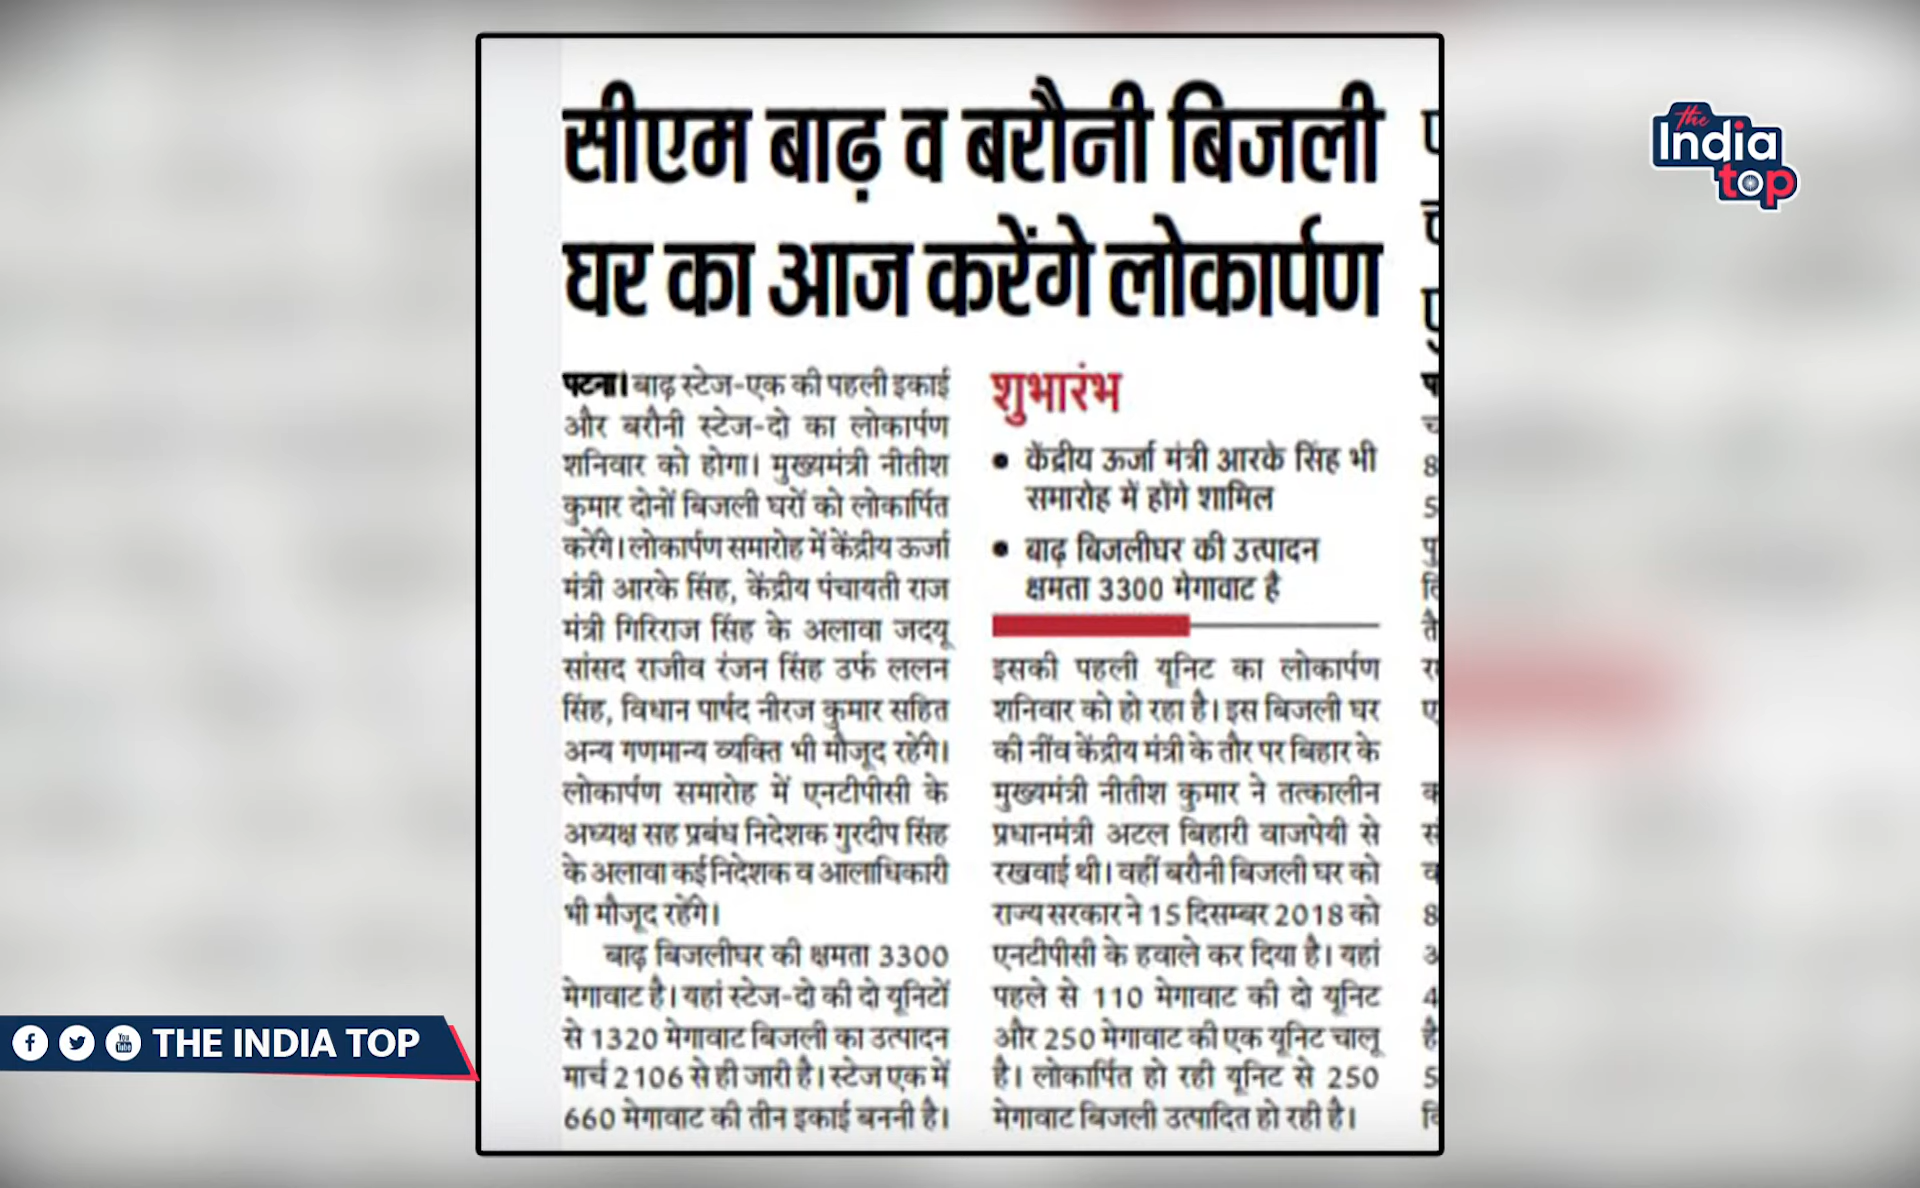 सीएम बाढ़ व बरौनी बिजली
घर का आज करेंगे लोकार्पण
पटना। बाढ़ स्टेज-एक की पहली इकाई
और बरौनी स्टेज-दो का लोकार्पण
शनिवार को होगा। मुख्यमंत्री नीतीश
कुमार दोनों बिजली घरों को लोकार्पित
करेंगे। लोकार्पण समारोह में केंद्रीय ऊर्जा
मंत्री आरके सिंह, केंद्रीय पंचायती राज
मंत्री गिरिराज सिंह के अलावा जदयू
सांसद राजीव रंजन सिंह उर्फ ललन
सिंह, विधान पार्षद नीरज कुमार सहित
अन्य गणमान्य व्यक्ति भी मौजूद रहेंगे।
लोकार्पण समारोह में एनटीपीसी के
अध्यक्ष सह प्रबंध निदेशक गुरदीप सिंह
के अलावा कई निदेशक व आलाधिकारी
भी मौजूद रहेंगे।
बाढ़ बिजलीघर की क्षमता 3300
मेगावाट है। यहां स्टेज-दो की दो यूनिटों
से 1320 मेगावाट बिजली का उत्पादन
मार्च 2106 से ही जारी है। स्टेज एक में
660 मेगावाट की तीन इकाई बननी है।
शुभारंभ
• केंद्रीय ऊर्जा मंत्री आरके सिंह भी
समारोह में होंगे शामिल
• बाढ़ बिजलीघर की उत्पादन
क्षमता 3300 मेगावाट है
इसकी पहली यूनिट का लोकार्पण
शनिवार को हो रहा है। इस बिजली घर
की नींव केंद्रीय मंत्री के तौर पर बिहार के
मुख्यमंत्री नीतीश कुमार ने तत्कालीन
प्रधानमंत्री अटल बिहारी वाजपेयी से
रखवाई थी। वहीं बरौनी बिजली घर को
राज्य सरकार ने 15 दिसम्बर 2018 को
एनटीपीसी के हवाले कर दिया है। यहां
पहले से 110 मेगावाट की दो यूनिट
और 250 मेगावाट की एक यूनिट चालू
है। लोकार्पित हो रही यूनिट से 250
मेगावाट बिजली उत्पादित हो रही है।
the
India
top
THE INDIA TOP